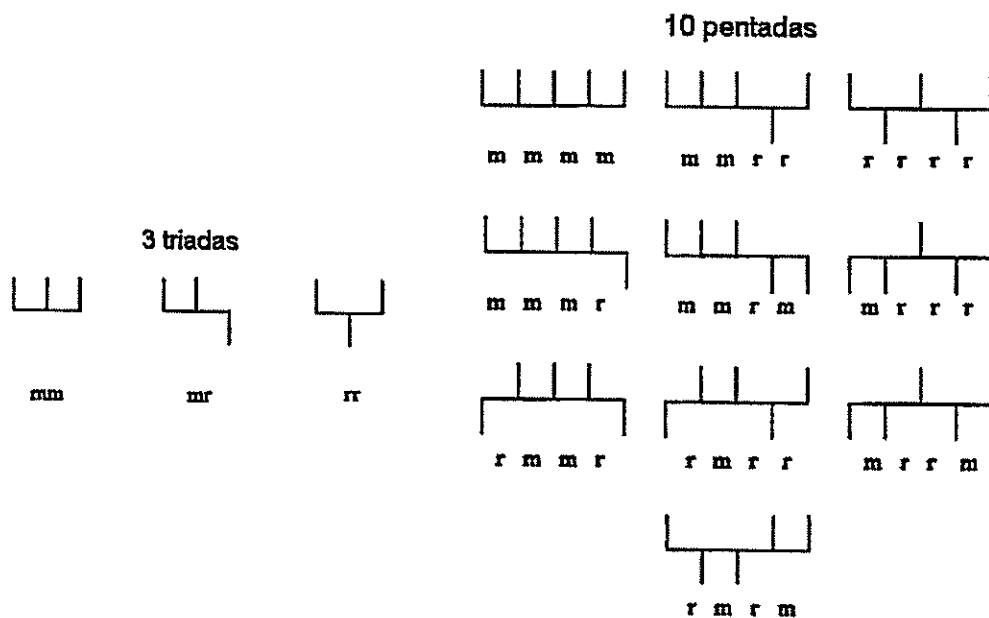 10 pentadas
m m m m
m m r r
r r r r
3 triadas
m m m r
m m r m
m r r r
mm
mr
rr
r m m r
r m r r
m r r m
r m r m